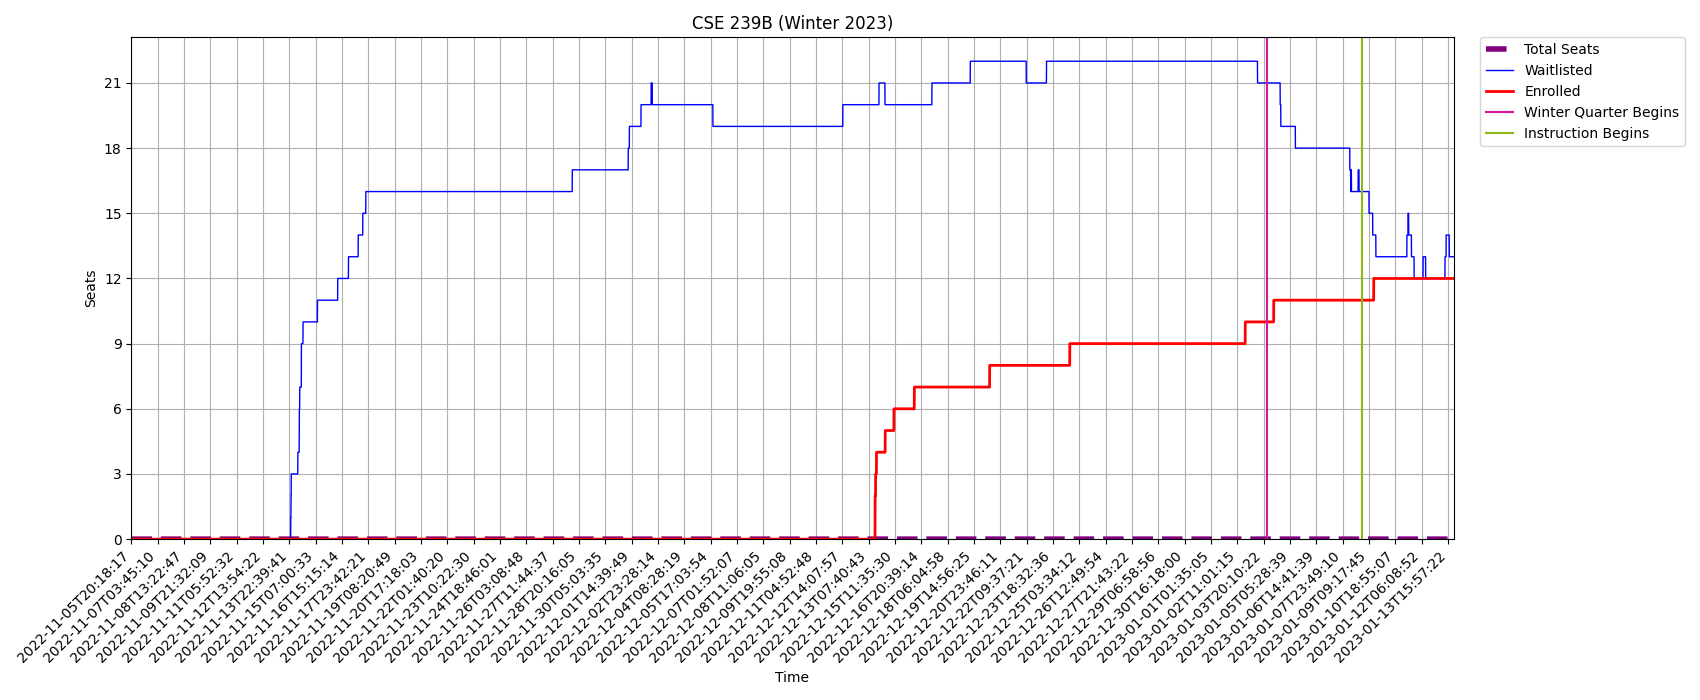 CSE 239B (Winter 2023)
Total Seats
Waitlisted
Enrolled
Winter Quarter Begins
Instruction Begins
Seats
21
18
15
12
9
6
3
0
2022-11-05T20:18:17
2022-11-07T03:45:10
2022-11-08T13:22:47
2022-11-09T21:32:09
2022-11-11T05:52:32
2022-11-12T13:54:22
2022-11-13T22:39:41
2022-11-15T07:00:33
2022-11-16T15:15:14
2022-11-17T23:42:21
2022-11-19T08:20:49
2022-11-20T17:18:03
2022-11-22T01:40:20
2022-11-23T10:22:30
2022-11-24T18:46:01
2022-11-26T03:08:48
2022-11-27T11:44:37
2022-11-28T20:16:05
2022-11-30T05:03:35
2022-12-01T14:39:49
2022-12-02T23:28:14
2022-12-04T08:28:19
2022-12-05T17:03:54
2022-12-07T01:52:07
2022-12-08T11:06:05
2022-12-09T19:55:08
2022-12-11T04:52:48
2022-12-12T14:07:57
2022-12-13T07:40:43
2022-12-15T11:35:30
2022-12-16T20:39:14
2022-12-18T06:04:58
2022-12-19T14:56:25
2022-12-20T23:46:11
2022-12-22T09:37:21
2022-12-23T18:32:36
2022-12-25T03:34:12
2022-12-26T12:49:54
2022-12-27T21:43:22
2022-12-29T06:58:56
2022-12-30T16:18:00
2023-01-01T01:35:05
2023-01-02T11:01:15
2023-01-03T20:10:22
2023-01-05T05:28:39
2023-01-06T14:41:39
2023-01-07T23:49:10
2023-01-09T09:17:45
2023-01-10T18:55:07
2023-01-12T06:08:52
2023-01-13T15:57:22
Time